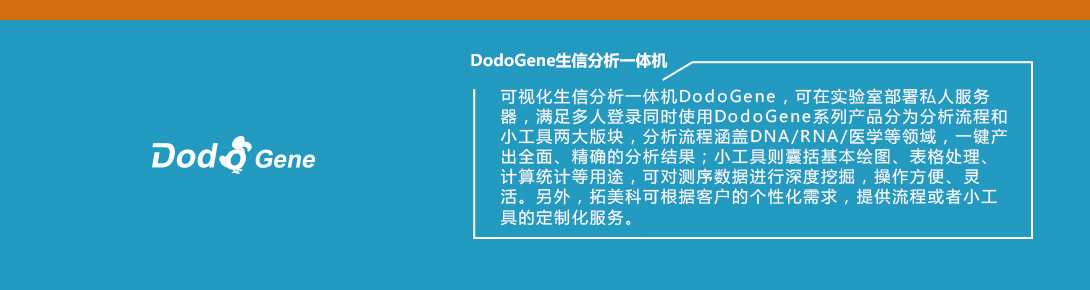 DodoGene生信分析一体机
可视化生信分析一体机DodoGene，可在实验室部署私人服务
器，满足多人登录同时使用DodoGene系列产品分为分析流程和
小工具两大版块，分析流程涵盖DNA/RNA/医学等领域，一键产
出全面、精确的分析结果；小工具则囊括基本绘图、表格处理、
计算统计等用途，可对测序数据进行深度挖掘，操作方便、灵
活。另外，拓美科可根据客户的个性化需求，提供流程或者小工
具的定制化服务。
Dodo Gene